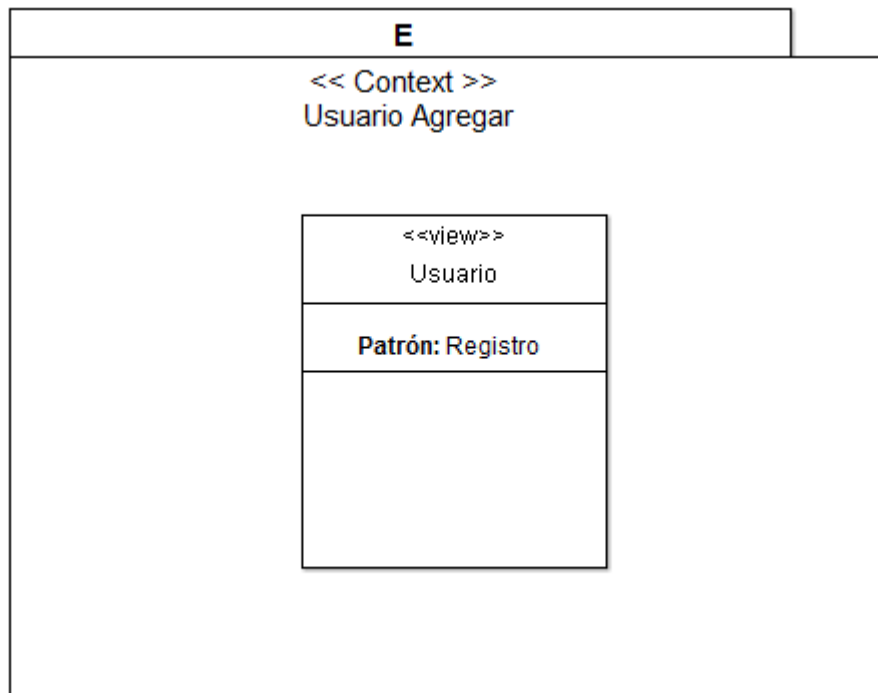 E
<< Context >>
Usuario Agregar
<<view>>
Usuario
Patrón: Registro